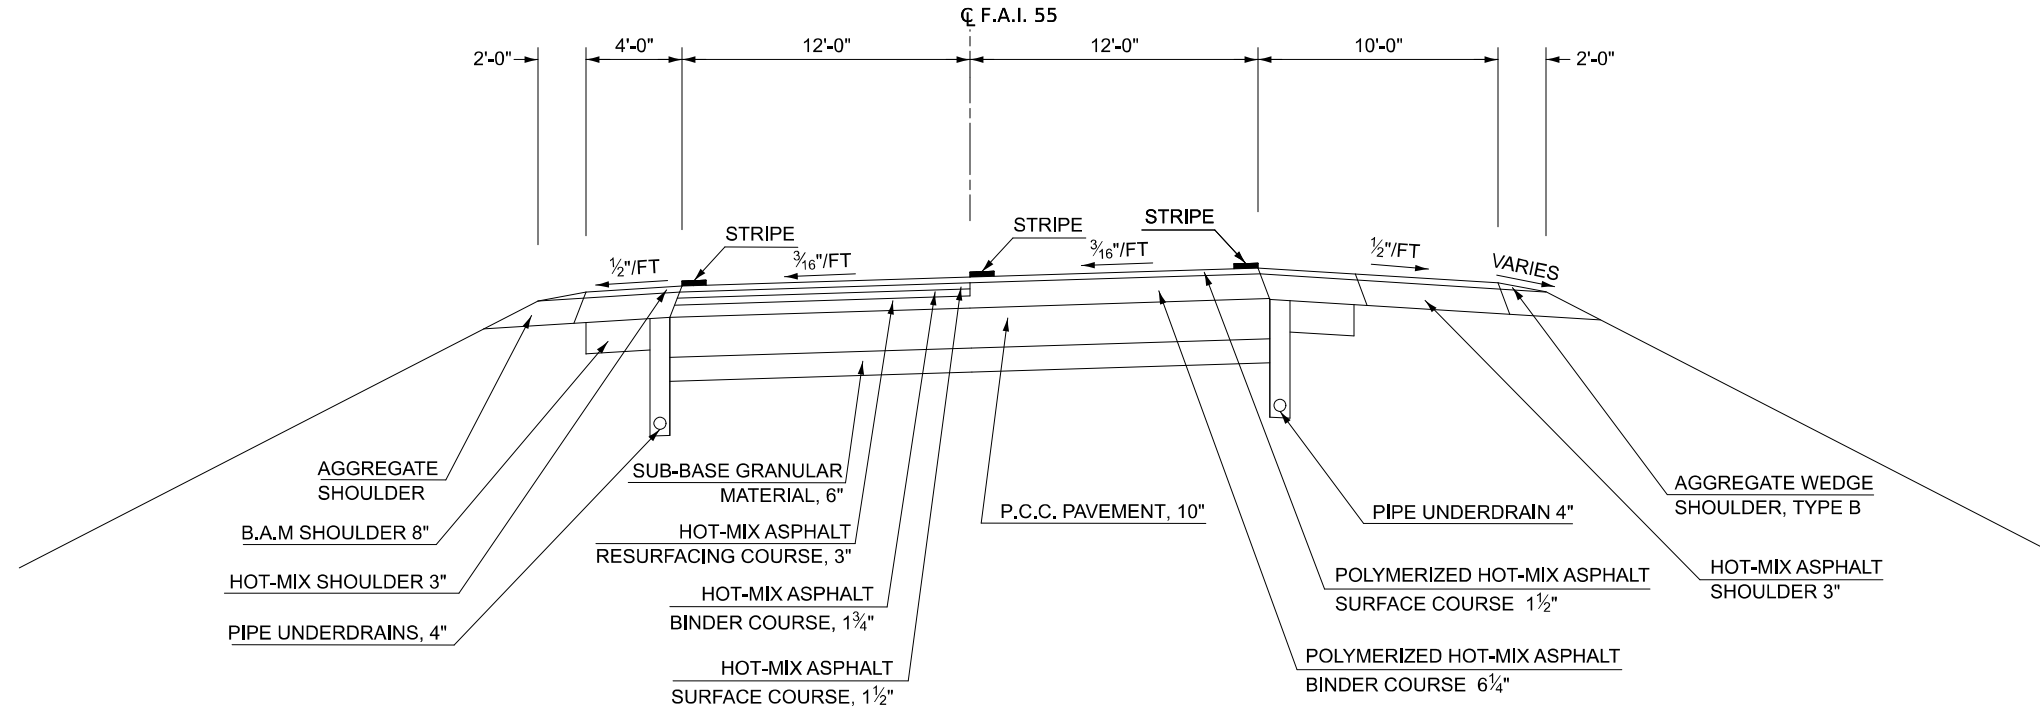 ℄ F.A.I. 55
2'-0"
4'-0"
12'-0"
12'-0"
10'-0"
2'-0"
STRIPE
STRIPE
STRIPE
½"/FT
3⁄16"/FT
3⁄16"/FT
½"/FT
VARIES
AGGREGATE
SHOULDER
B.A.M SHOULDER 8"
HOT-MIX SHOULDER 3"
PIPE UNDERDRAINS, 4"
SUB-BASE GRANULAR
MATERIAL, 6"
HOT-MIX ASPHALT
RESURFACING COURSE, 3"
HOT-MIX ASPHALT
BINDER COURSE, 1¾"
HOT-MIX ASPHALT
SURFACE COURSE, 1½"
P.C.C. PAVEMENT, 10"
PIPE UNDERDRAIN 4"
POLYMERIZED HOT-MIX ASPHALT
SURFACE COURSE 1½"
POLYMERIZED HOT-MIX ASPHALT
BINDER COURSE 6¼"
AGGREGATE WEDGE
SHOULDER, TYPE B
HOT-MIX ASPHALT
SHOULDER 3"